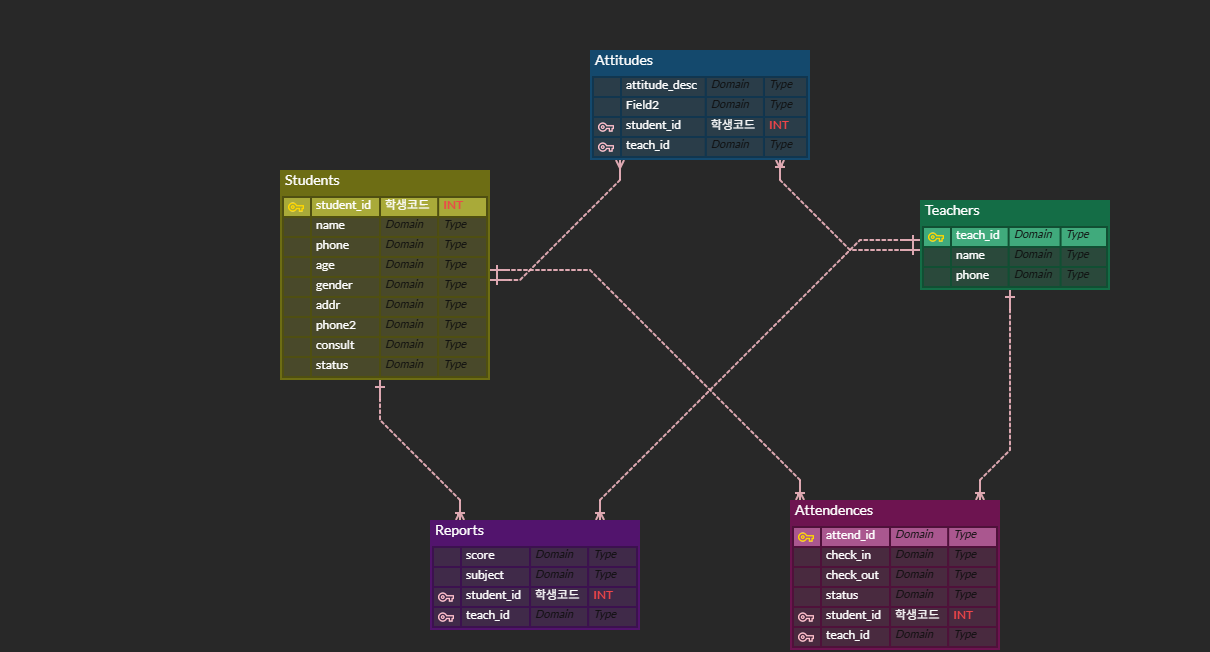 Attitudes
attitude_desc Domain Type
Field2 Domain Type
student_id 학생코드 INT
teach_id Domain Type
Students
student_id 학생코드 INT
name Domain Type
phone Domain Type
age Domain Type
gender Domain Type
addr Domain Type
phone2 Domain Type
consult Domain Type
status Domain Type
Teachers
teach_id Domain Type
name Domain Type
phone Domain Type
Reports
score Domain Type
subject Domain Type
student_id 학생코드 INT
teach_id Domain Type
Attendences
attend_id Domain Type
check_in Domain Type
check_out Domain Type
status Domain Type
student_id 학생코드 INT
teach_id Domain Type